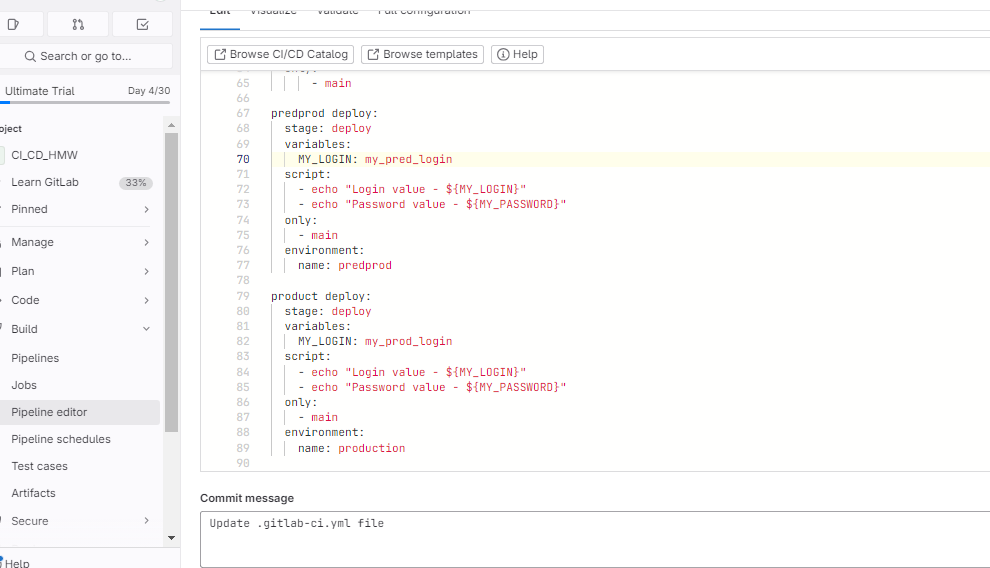 Edit Visualize Validate Full configuration
Search or go to...
Browse CI/CD Catalog Browse templates Help
Ultimate Trial Day 4/30
oject
CI_CD_HMW
Learn GitLab 33%
Pinned
Manage
Plan
Code
Build
Pipelines
Jobs
Pipeline editor
Pipeline schedules
Test cases
Artifacts
Secure
Help
64 only:
65 - main
66
67 predprod deploy:
68 stage: deploy
69 variables:
70 MY_LOGIN: my_pred_login
71 script:
72 - echo "Login value - ${MY_LOGIN}"
73 - echo "Password value - ${MY_PASSWORD}"
74 only:
75 - main
76 environment:
77 name: predprod
78
79 product deploy:
80 stage: deploy
81 variables:
82 MY_LOGIN: my_prod_login
83 script:
84 - echo "Login value - ${MY_LOGIN}"
85 - echo "Password value - ${MY_PASSWORD}"
86 only:
87 - main
88 environment:
89 name: production
90
Commit message
Update .gitlab-ci.yml file